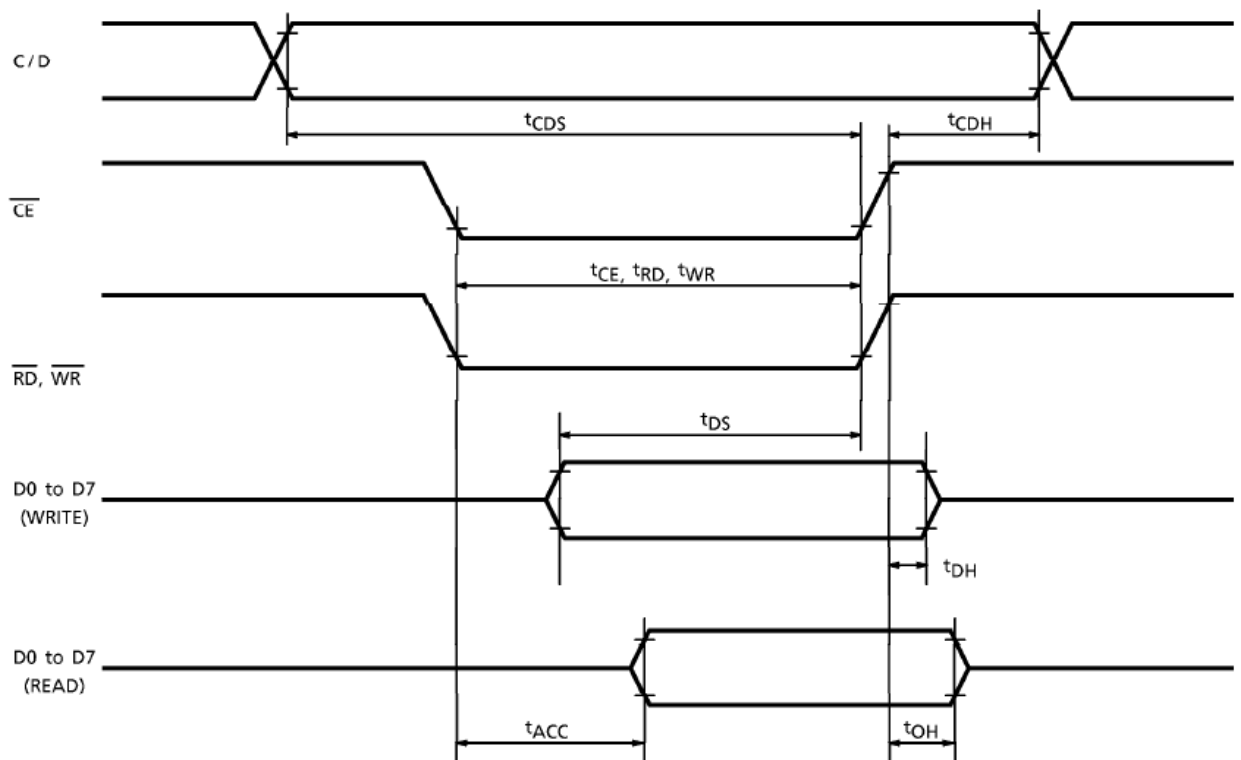 C/D
tCDS
tCDH
CE
tCE, tRD, tWR
RD, WR
tDS
D0 to D7
(WRITE)
tDH
D0 to D7
(READ)
tACC
tOH